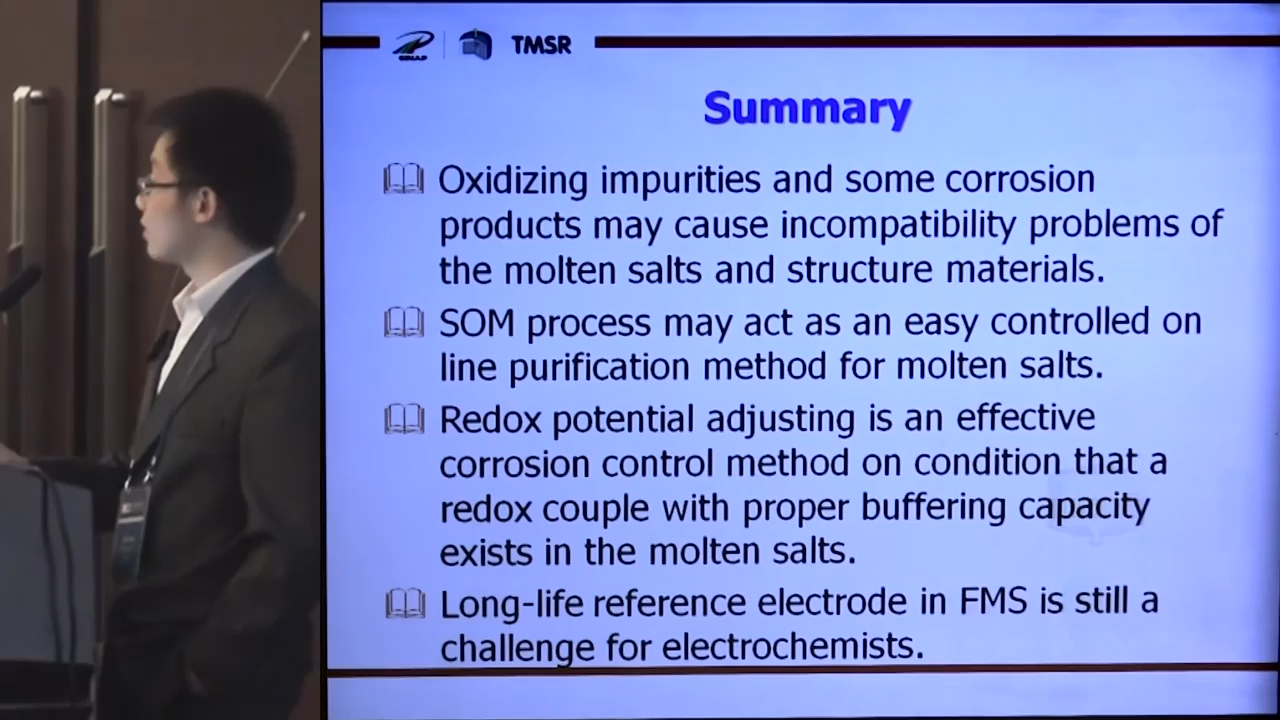 TMSR
Summary
Oxidizing impurities and some corrosion
products may cause incompatibility problems of
the molten salts and structure materials.
SOM process may act as an easy controlled on
line purification method for molten salts.
Redox potential adjusting is an effective
corrosion control method on condition that a
redox couple with proper buffering capacity
exists in the molten salts.
Long-life reference electrode in FMS is still a
challenge for electrochemists.